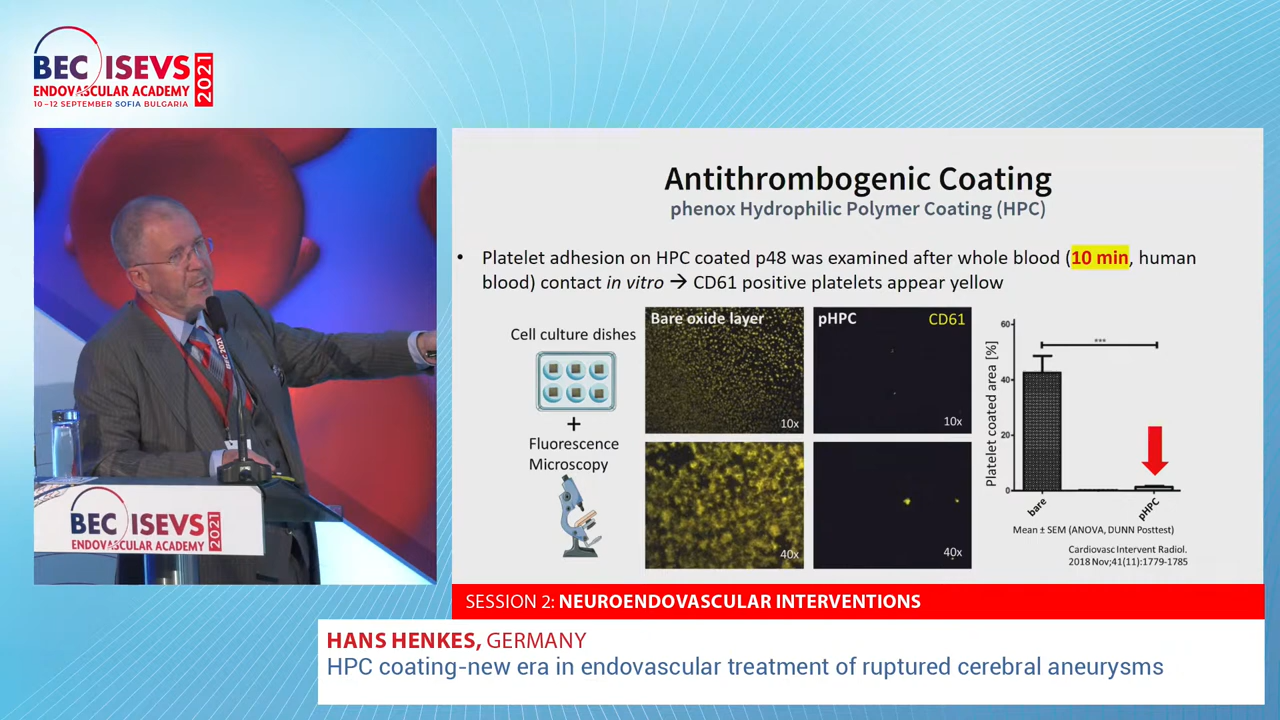 BEC ISEVS
ENDOVASCULAR ACADEMY
2021
10-12 SEPTEMBER SOFIA BULGARIA
BEC ISEVS
ENDOVASCULAR ACADEMY
2021
BEC 2021
Antithrombogenic Coating
phenox Hydrophilic Polymer Coating (HPC)
• Platelet adhesion on HPC coated p48 was examined after whole blood (10 min, human
blood) contact in vitro → CD61 positive platelets appear yellow
Cell culture dishes
+
Fluorescence
Microscopy
Bare oxide layer
10x
pHPC
CD61
10x
40x
40x
Platelet coated area [%]
60
40
20
0
***
bare
pHPC
Mean ± SEM (ANOVA, DUNN Posttest)
Cardiovasc Intervent Radiol.
2018 Nov;41(11):1779-1785
SESSION 2: NEUROENDOVASCULAR INTERVENTIONS
HANS HENKES, GERMANY
HPC coating-new era in endovascular treatment of ruptured cerebral aneurysms